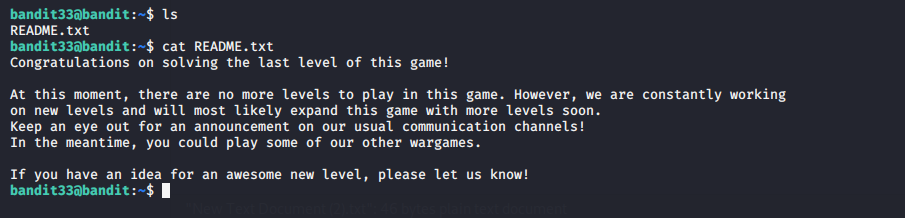 bandit33@bandit:~$ ls
README.txt
bandit33@bandit:~$ cat README.txt
Congratulations on solving the last level of this game!
At this moment, there are no more levels to play in this game. However, we are constantly working
on new levels and will most likely expand this game with more levels soon.
Keep an eye out for an announcement on our usual communication channels!
In the meantime, you could play some of our other wargames.
If you have an idea for an awesome new level, please let us know!
bandit33@bandit:~$